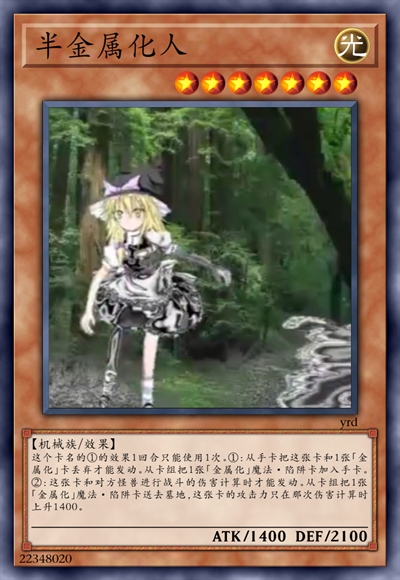 半金属化人
光
yrd
【机械族/效果】
这个卡名的①的效果1回合只能使用1次。①:从手卡把这张卡和1张「金
属化」卡丢弃才能发动。从卡组把1张「金属化」魔法·陷阱卡加入手卡。
②:这张卡和对方怪兽进行战斗的伤害计算时才能发动。从卡组把1张
「金属化」魔法·陷阱卡送去墓地,这张卡的攻击力只在那次伤害计算时
上升1400。
ATK/1400 DEF/2100
22348020